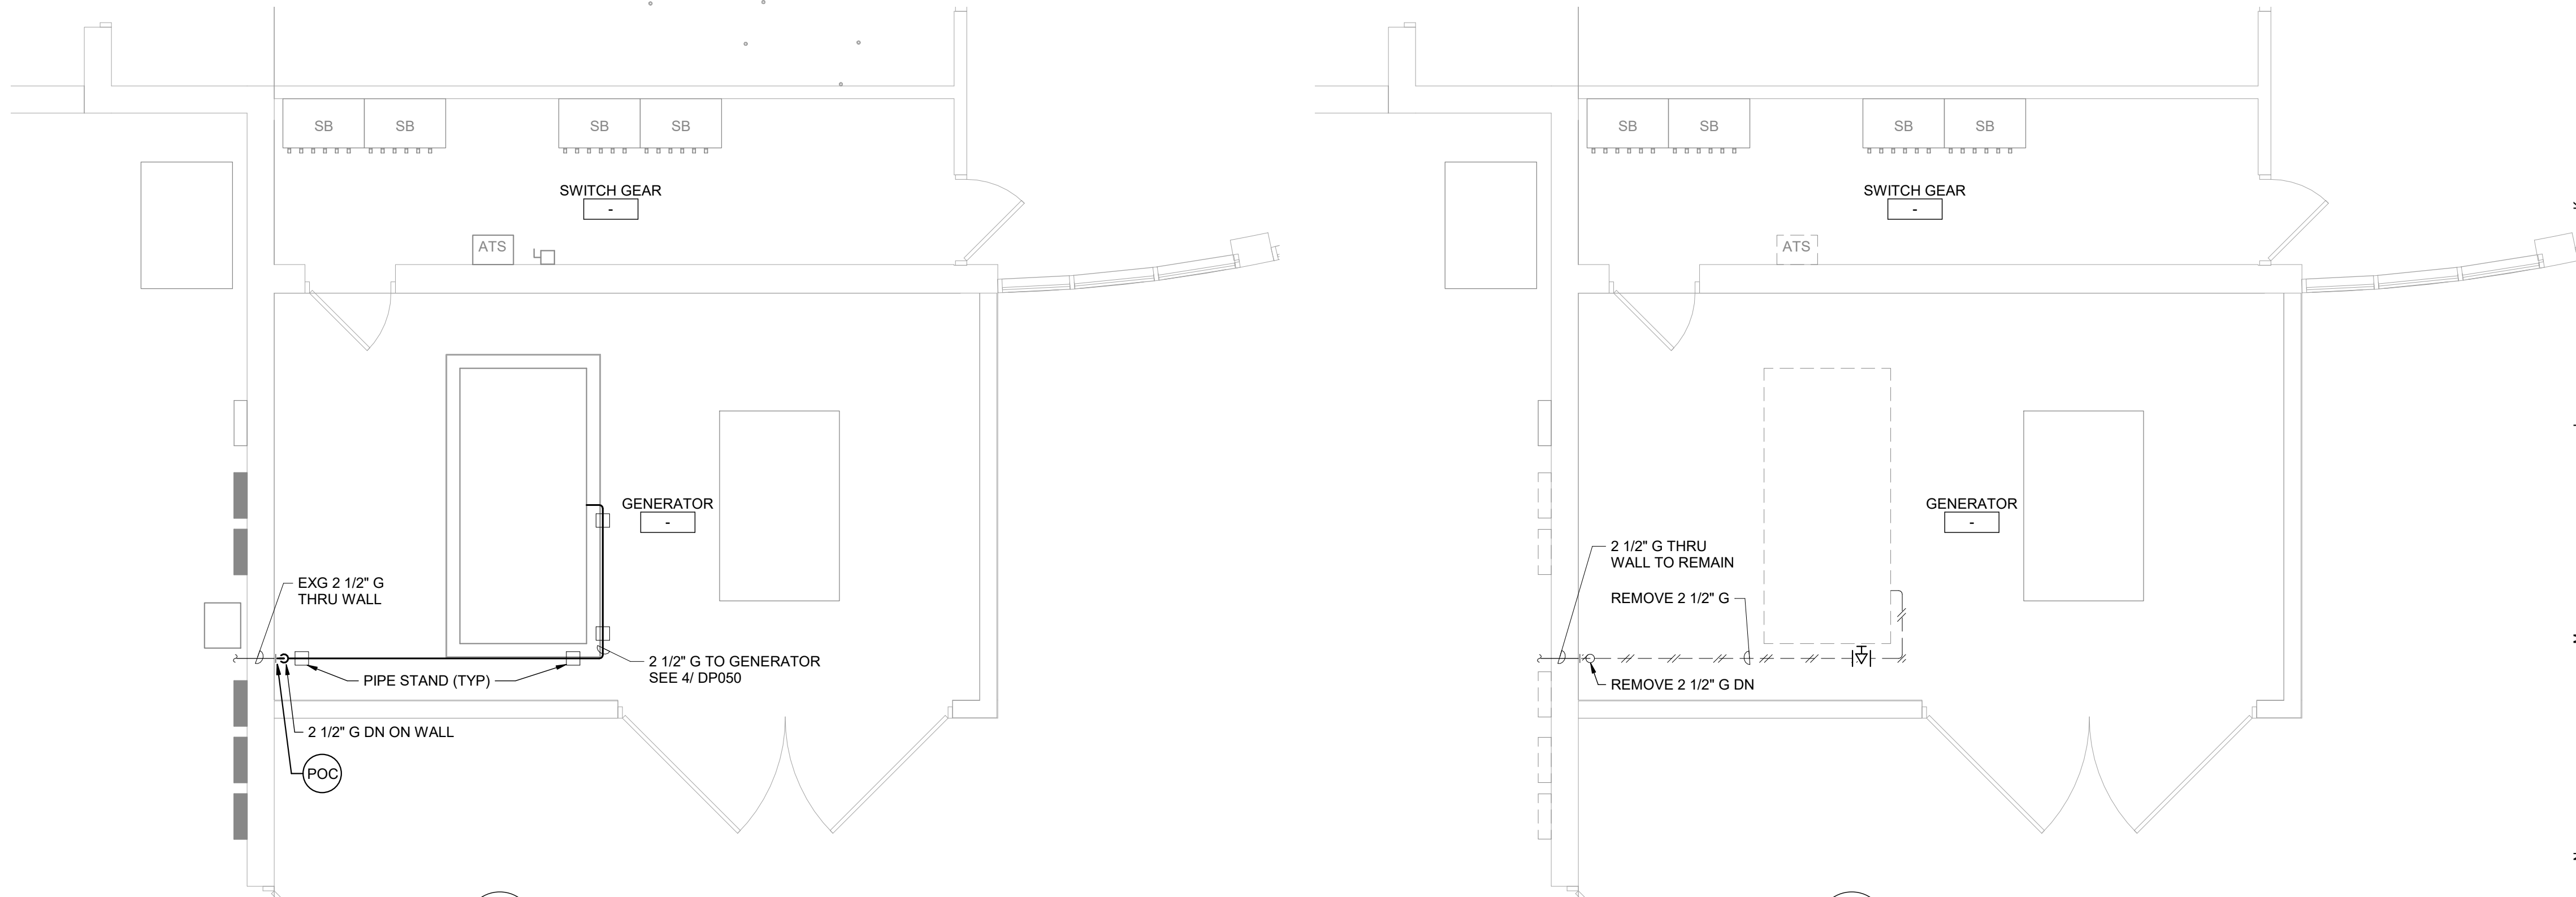 SB
SB
SB
SB
SWITCH GEAR
-
ATS
GENERATOR
-
EXG 2 1/2" G
THRU WALL
2 1/2" G TO GENERATOR
SEE 4/ DP050
PIPE STAND (TYP)
2 1/2" G DN ON WALL
POC
SB
SB
SB
SB
SWITCH GEAR
-
ATS
GENERATOR
-
2 1/2" G THRU
WALL TO REMAIN
REMOVE 2 1/2" G
REMOVE 2 1/2" G DN